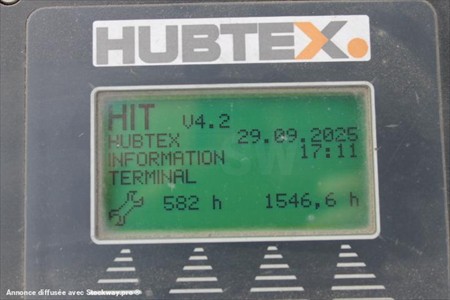 HUBTEX.
HIT V4.2
HUBTEX 29.09.2025
INFORMATION 17:11
TERMINAL
582 h 1546,6 h
Annonce diffusée avec Stockway.pro ®